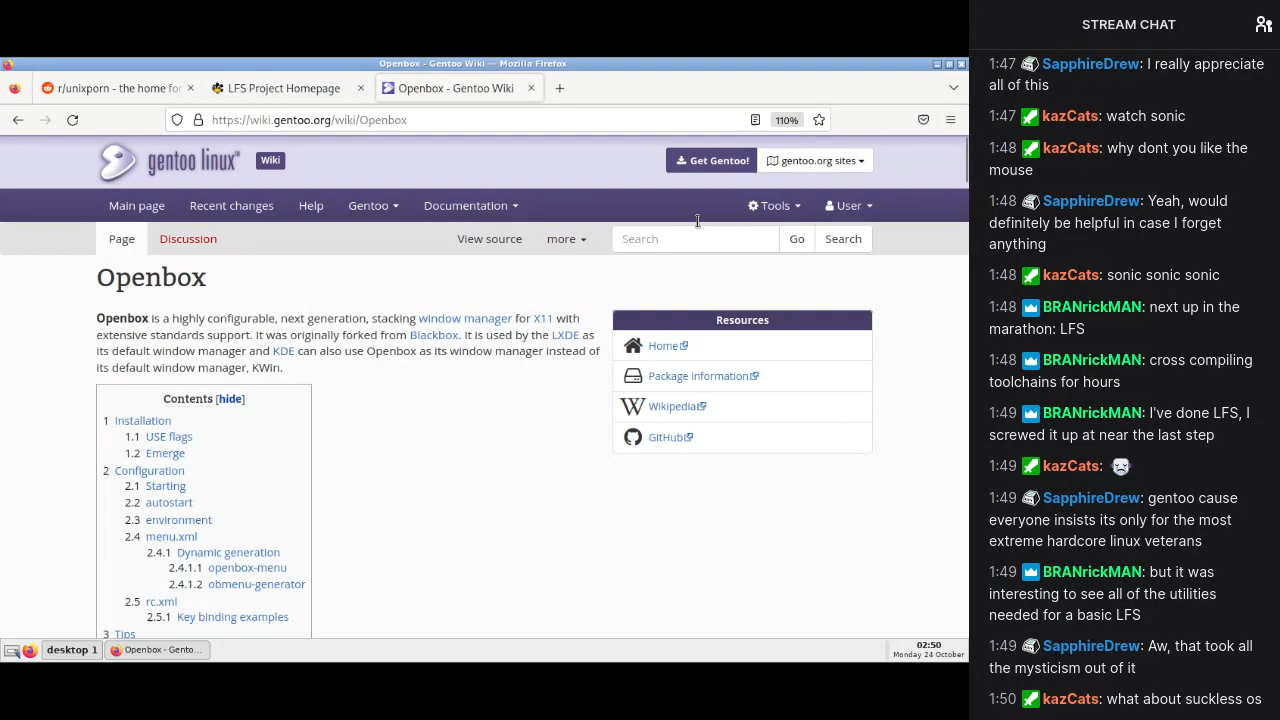 Openbox - Gentoo Wiki — Mozilla Firefox
r/unixporn - the home for
LFS Project Homepage
Openbox - Gentoo Wiki
https://wiki.gentoo.org/wiki/Openbox
110%
gentoo linux™ Wiki
Get Gentoo!
gentoo.org sites
Main page
Recent changes
Help
Gentoo
Documentation
Tools
User
Page
Discussion
View source
more
Search
Go
Search
Openbox
Openbox is a highly configurable, next generation, stacking window manager for X11 with
extensive standards support. It was originally forked from Blackbox. It is used by the LXDE as
its default window manager and KDE can also use Openbox as its window manager instead of
its default window manager, KWin.
Resources
Home
Package information
Wikipedia
GitHub
Contents [hide]
1 Installation
1.1 USE flags
1.2 Emerge
2 Configuration
2.1 Starting
2.2 autostart
2.3 environment
2.4 menu.xml
2.4.1 Dynamic generation
2.4.1.1 openbox-menu
2.4.1.2 obmenu-generator
2.5 rc.xml
2.5.1 Key binding examples
3 Tips
desktop 1
Openbox - Gento...
02:50
Monday 24 October
STREAM CHAT
1:47 SapphireDrew: I really appreciate
all of this
1:47 kazCats: watch sonic
1:48 kazCats: why dont you like the
mouse
1:48 SapphireDrew: Yeah, would
definitely be helpful in case I forget
anything
1:48 kazCats: sonic sonic sonic
1:48 BRANrickMAN: next up in the
marathon: LFS
1:48 BRANrickMAN: cross compiling
toolchains for hours
1:49 BRANrickMAN: I've done LFS, I
screwed it up at near the last step
1:49 kazCats:
1:49 SapphireDrew: gentoo cause
everyone insists its only for the most
extreme hardcore linux veterans
1:49 BRANrickMAN: but it was
interesting to see all of the utilities
needed for a basic LFS
1:49 SapphireDrew: Aw, that took all
the mysticism out of it
1:50 kazCats: what about suckless os